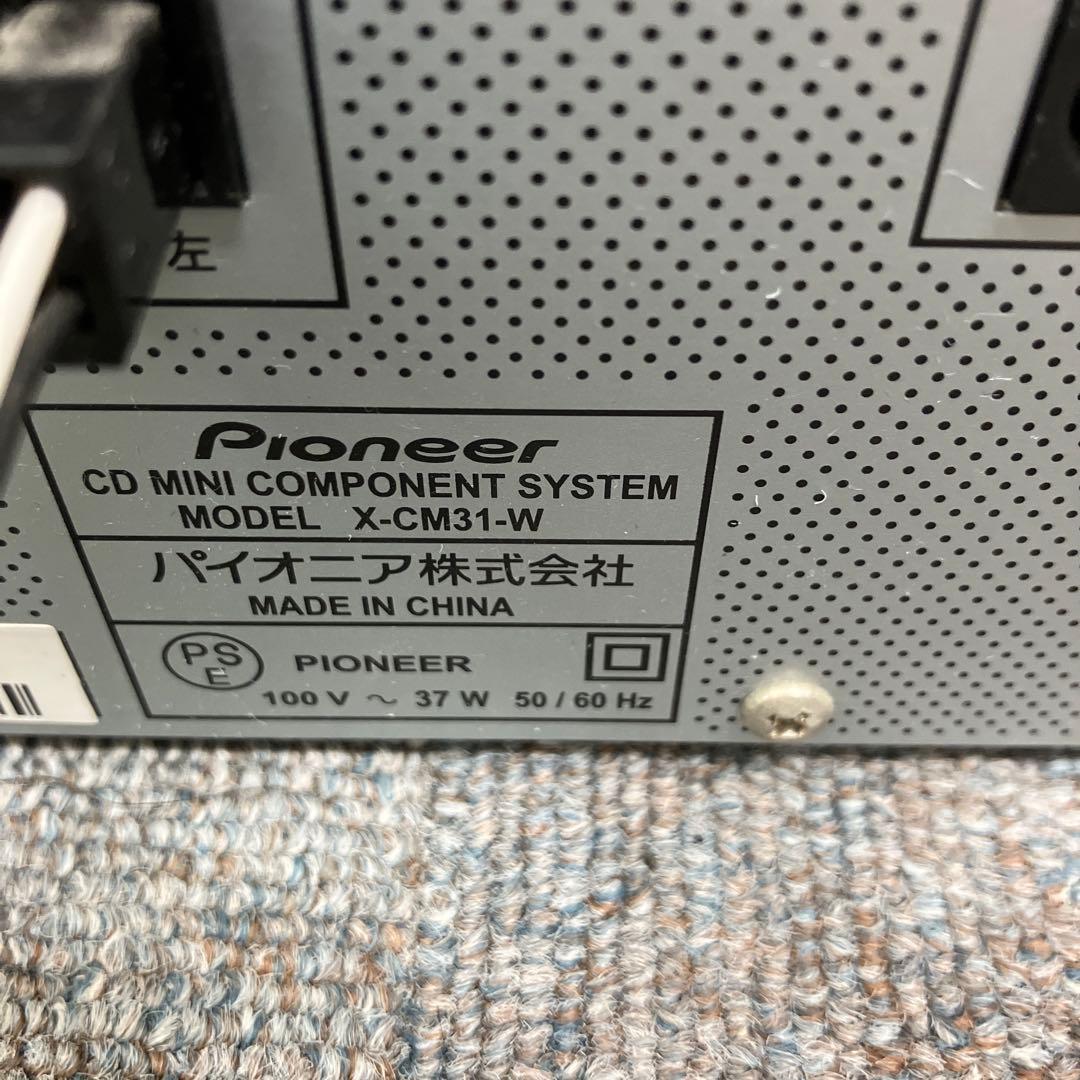 左
Pioneer
CD MINI COMPONENT SYSTEM
MODEL X-CM31-W
パイオニア株式会社
MADE IN CHINA
PSE PIONEER
100 V ~ 37 W 50 / 60 Hz